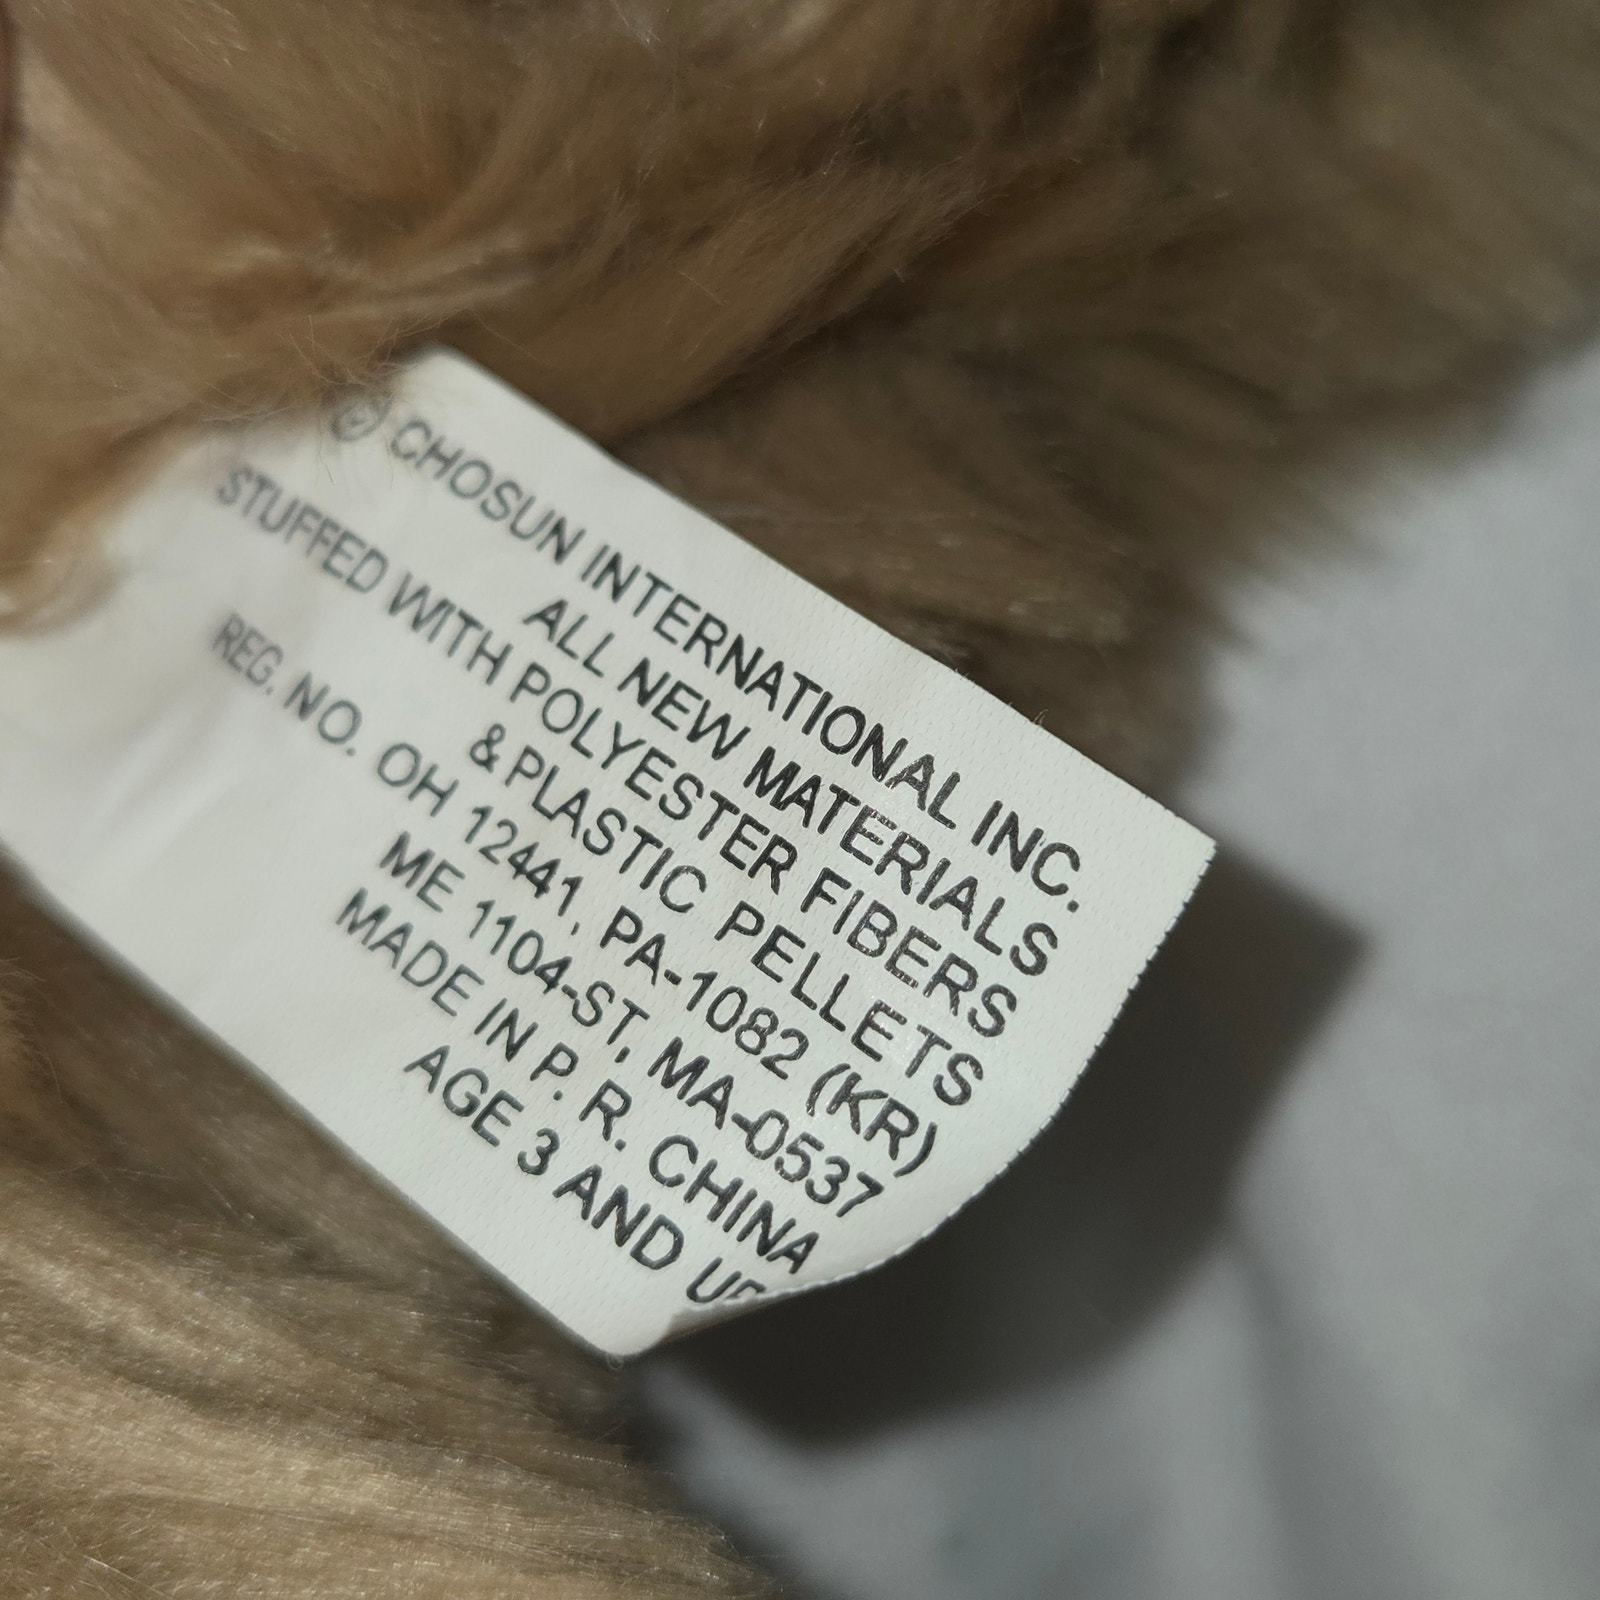 © CHOSUN INTERNATIONAL INC.
ALL NEW MATERIALS
STUFFED WITH POLYESTER FIBERS
& PLASTIC PELLETS
REG. NO. OH 12441, PA-1082 (KR)
ME 1104-ST, MA-0537
MADE IN P. R. CHINA
AGE 3 AND UP